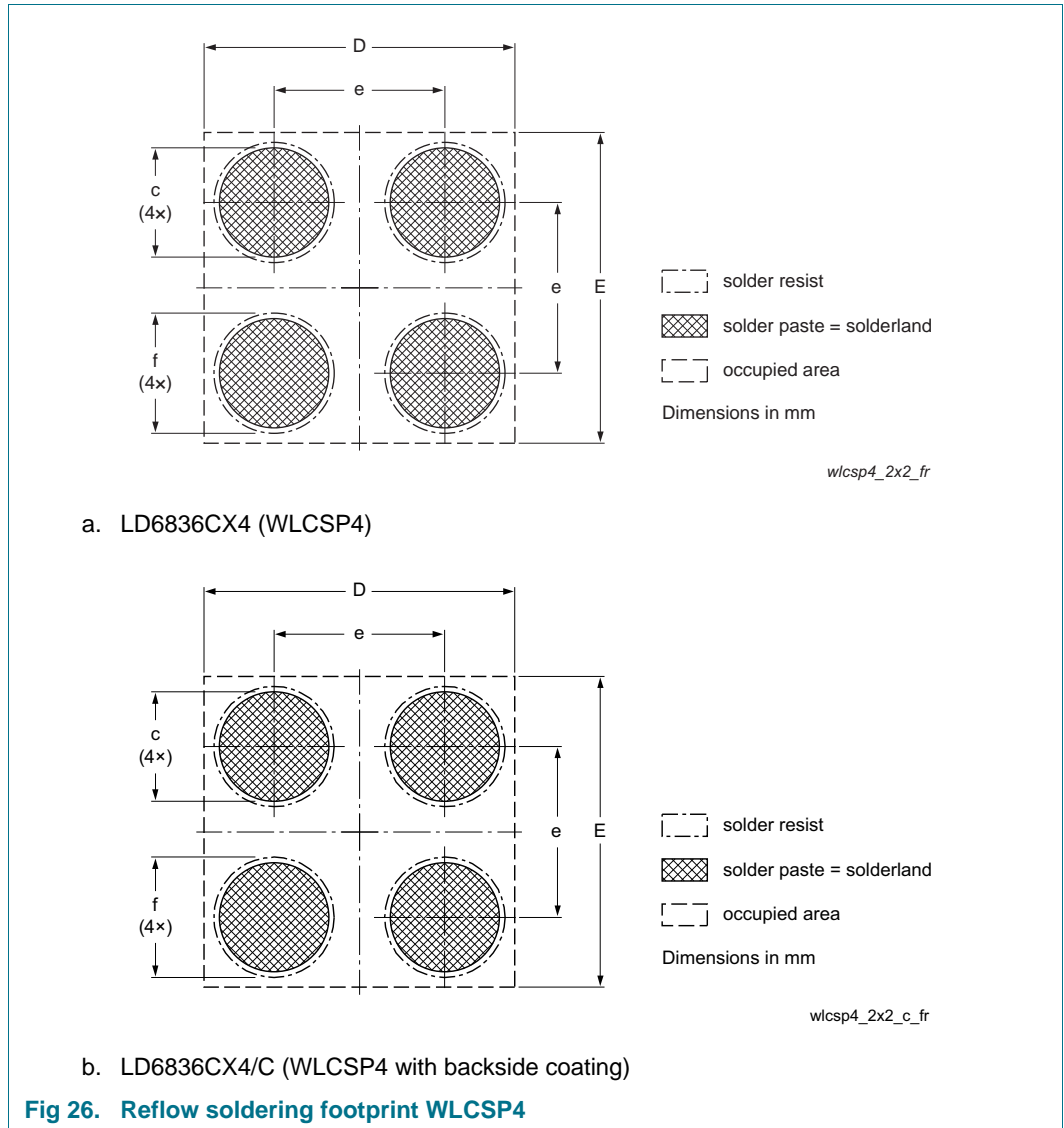 D
e
c
(4×)
e
E
f
(4×)
solder resist
solder paste = solderland
occupied area
Dimensions in mm
wlcsp4_2x2_fr
a. LD6836CX4 (WLCSP4)
D
e
c
(4×)
e
E
f
(4×)
solder resist
solder paste = solderland
occupied area
Dimensions in mm
wlcsp4_2x2_c_fr
b. LD6836CX4/C (WLCSP4 with backside coating)
Fig 26. Reflow soldering footprint WLCSP4